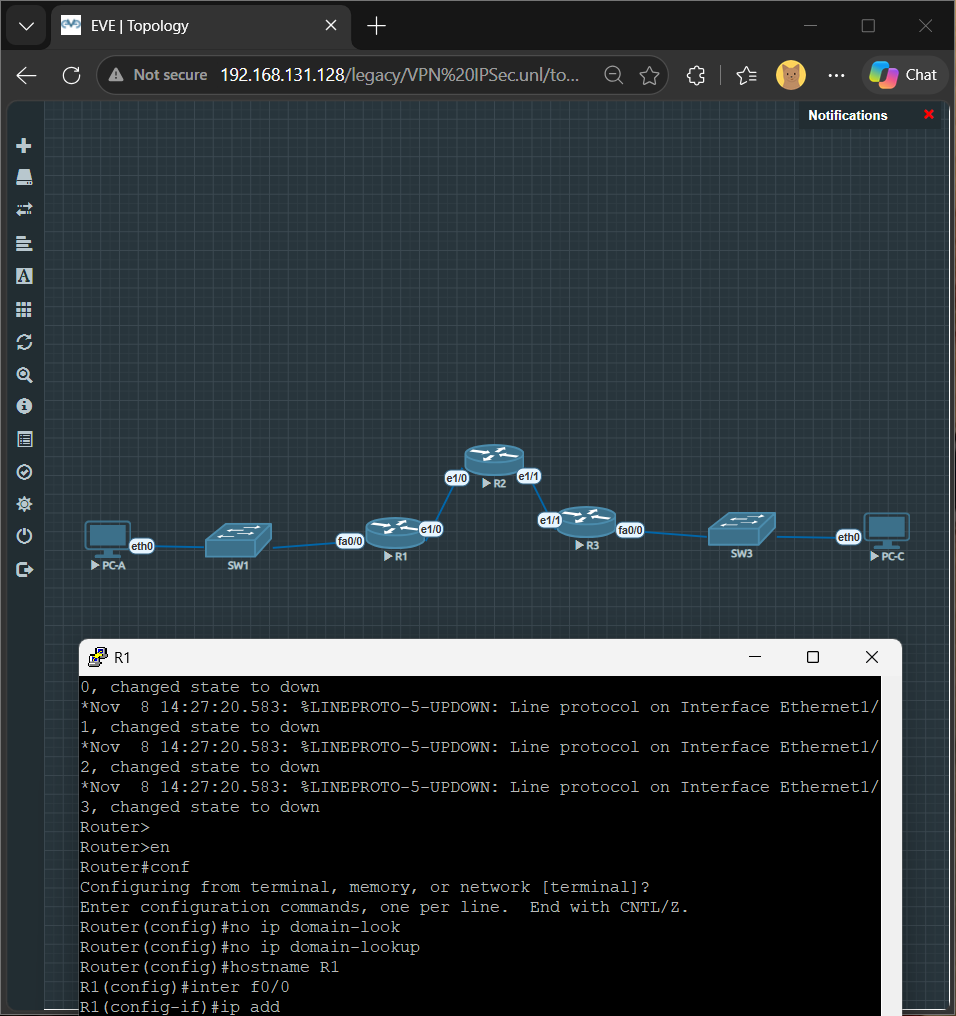 EVE | Topology
Not secure 192.168.131.128/legacy/VPN%20IPSec.unl/to...
Chat
Notifications
A
R2
e1/0
e1/1
R1
fa0/0
e1/0
R3
e1/1
fa0/0
PC-A
eth0
SW1
SW3
eth0
PC-C
R1
0, changed state to down
*Nov  8 14:27:20.583: %LINEPROTO-5-UPDOWN: Line protocol on Interface Ethernet1/
1, changed state to down
*Nov  8 14:27:20.583: %LINEPROTO-5-UPDOWN: Line protocol on Interface Ethernet1/
2, changed state to down
*Nov  8 14:27:20.583: %LINEPROTO-5-UPDOWN: Line protocol on Interface Ethernet1/
3, changed state to down
Router>
Router>en
Router#conf
Configuring from terminal, memory, or network [terminal]?
Enter configuration commands, one per line.  End with CNTL/Z.
Router(config)#no ip domain-look
Router(config)#no ip domain-lookup
Router(config)#hostname R1
R1(config)#inter f0/0
R1(config-if)#ip add